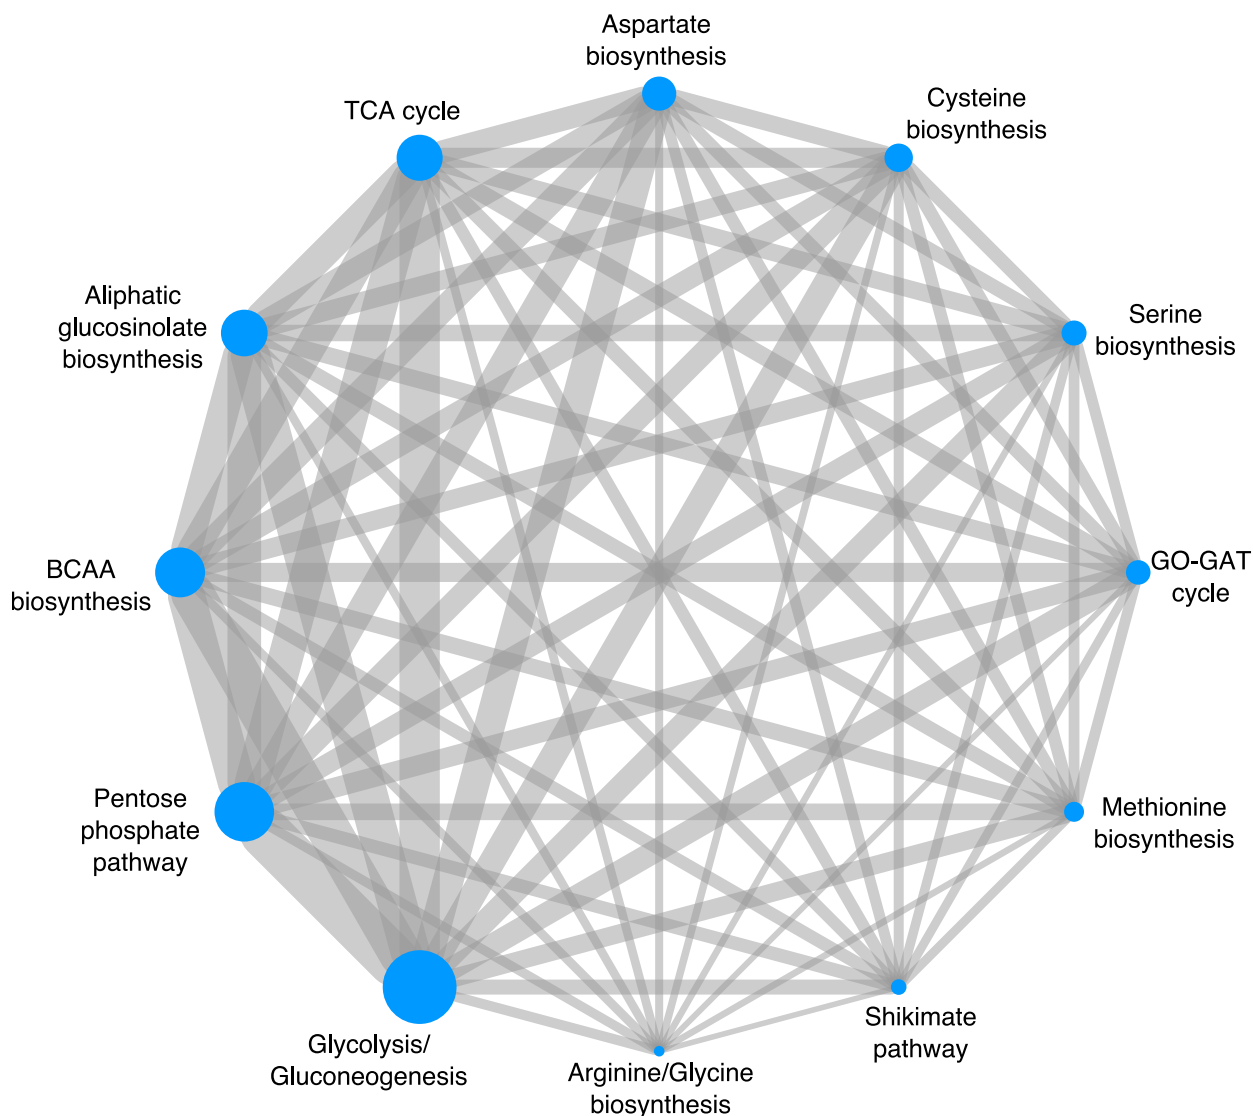 Aspartate
biosynthesis
TCA cycle
Cysteine
biosynthesis
Aliphatic
glucosinolate
biosynthesis
Serine
biosynthesis
BCAA
biosynthesis
GO-GAT
cycle
Pentose
phosphate
pathway
Methionine
biosynthesis
Glycolysis/
Gluconeogenesis
Arginine/Glycine
biosynthesis
Shikimate
pathway